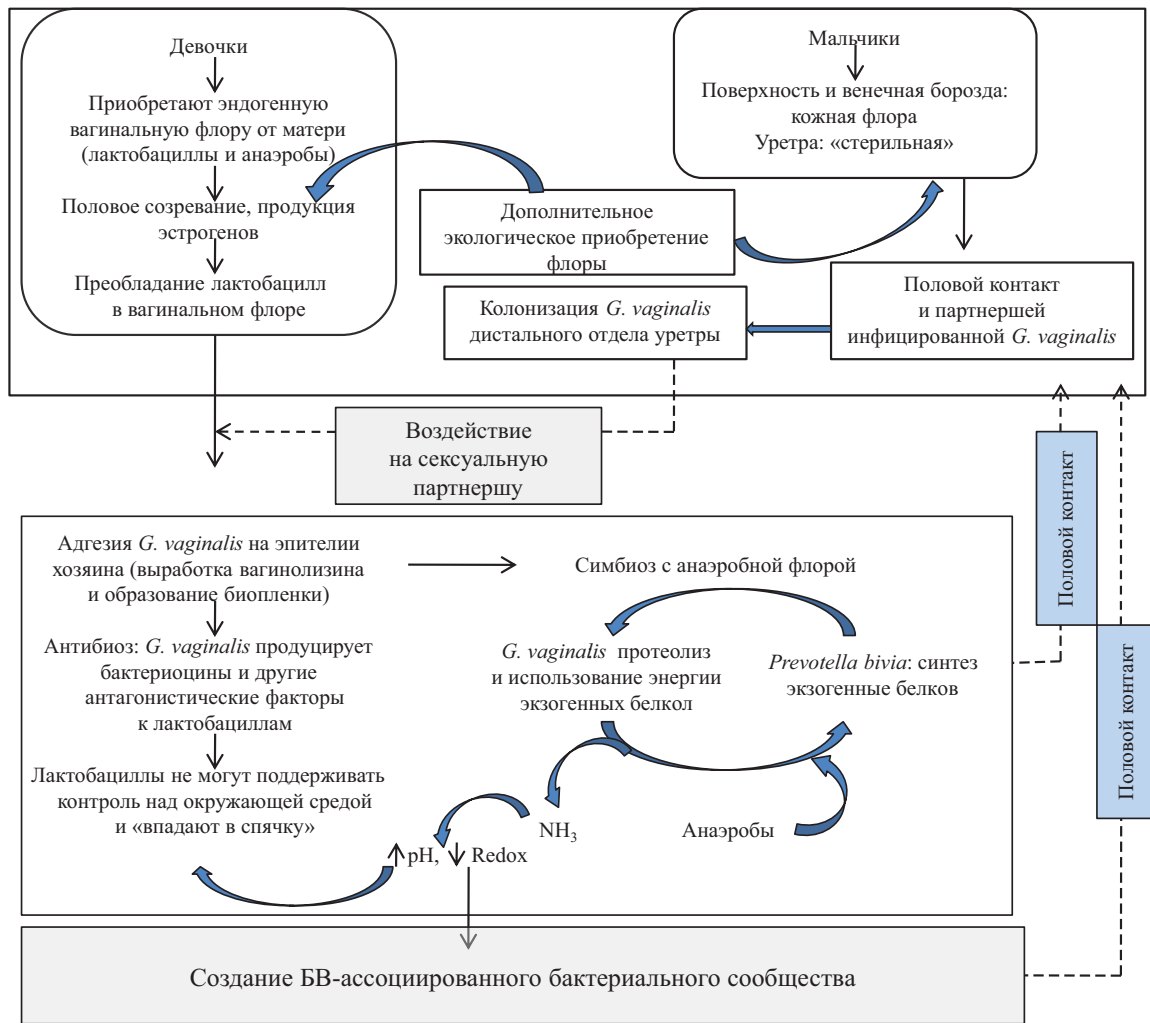 Девочки
Приобретают эндогенную
вагинальную флору от матери
(лактобациллы и анаэробы)
Половое созревание, продукция
эстрогенов
Преобладание лактобацилл
в вагинальном флоре
Мальчики
Поверхность и венечная борозда:
кожная флора
Уретра: «стерильная»
Дополнительное
экологическое приобретение
флоры
Колонизация G. vaginalis
дистального отдела уретры
Половой контакт
и партнершей
инфицированной G. vaginalis
Воздействие
на сексуальную
партнершу
Половой контакт
Половой контакт
Адгезия G. vaginalis на эпителии
хозяина (выработка вагинолизина
и образование биопленки)
Антибиоз: G. vaginalis продуцирует
бактериоцины и другие
антагонистические факторы
к лактобациллам
Лактобациллы не могут поддерживать
контроль над окружающей средой
и «впадают в спячку»
Симбиоз с анаэробной флорой
G. vaginalis протеолиз
и использование энергии
экзогенных белкол
Prevotella bivia: синтез
экзогенные белков
NH3
Анаэробы
pH, Redox
Создание БВ-ассоциированного бактериального сообщества